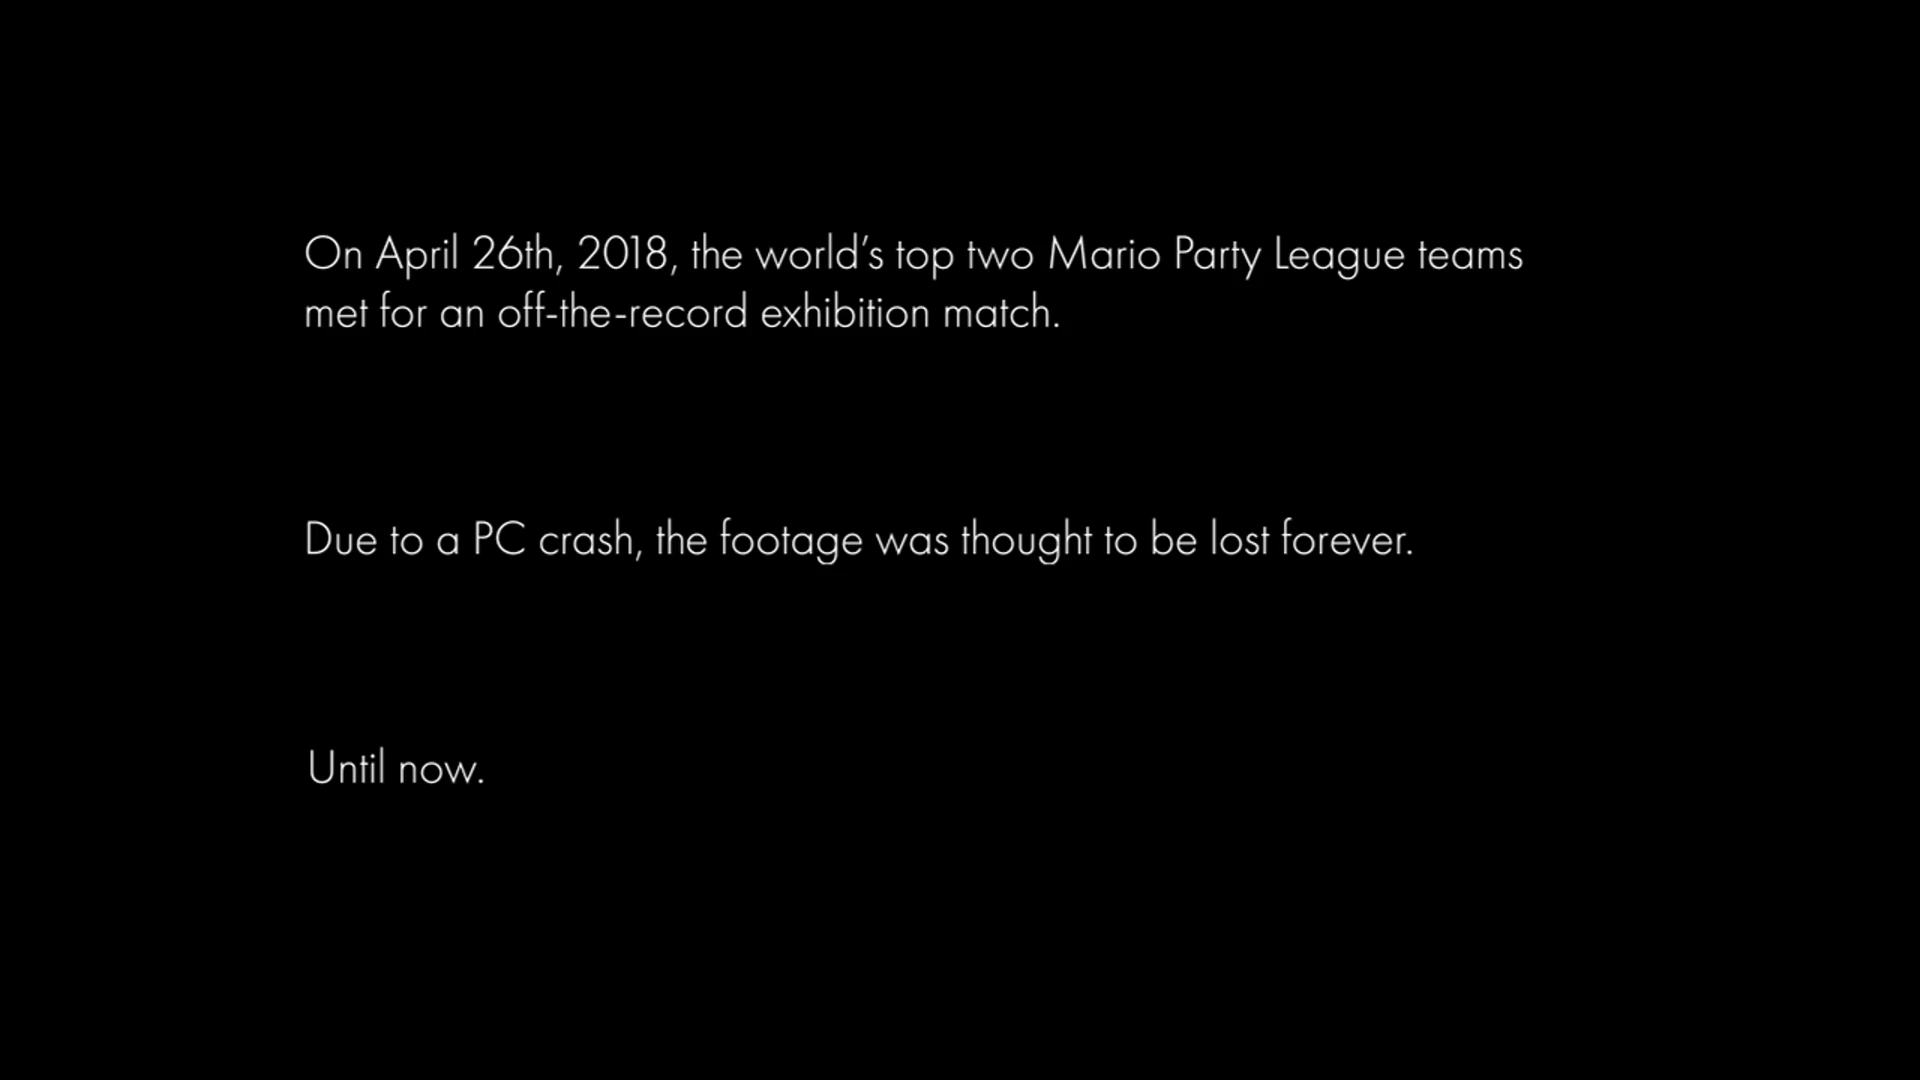 On April 26th, 2018, the world’s top two Mario Party League teams
met for an off-the-record exhibition match.
Due to a PC crash, the footage was thought to be lost forever.
Until now.